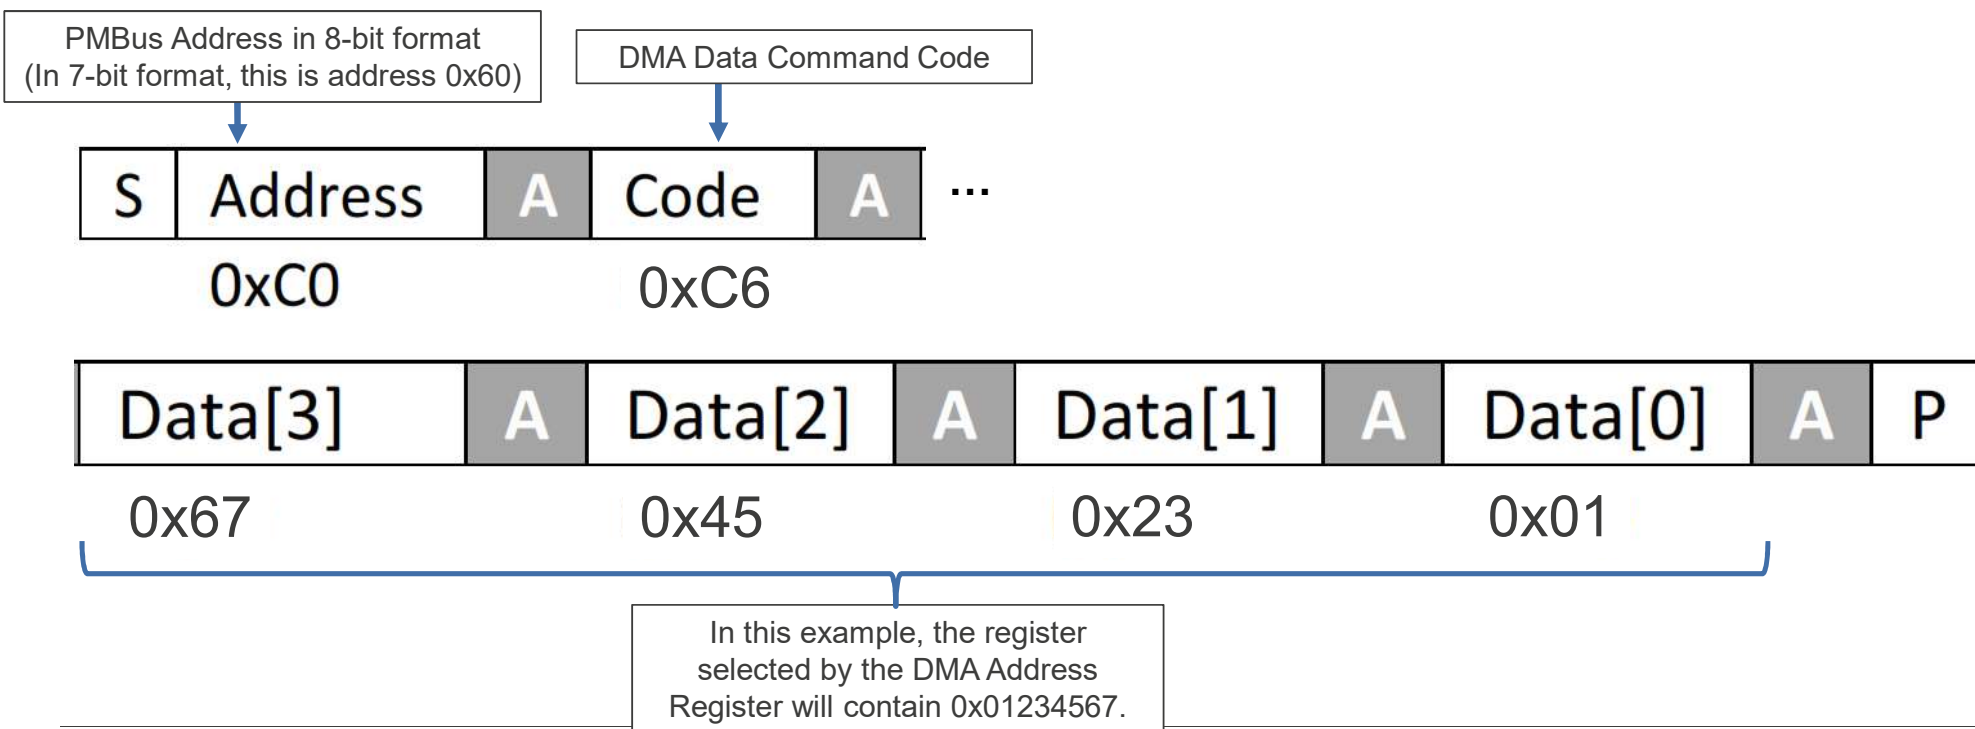 PMBus Address in 8-bit format
(In 7-bit format, this is address 0x60)
DMA Data Command Code
S Address A Code A ...
0xC0 0xC6
Data[3] A Data[2] A Data[1] A Data[0] A P
0x67 0x45 0x23 0x01
In this example, the register
selected by the DMA Address
Register will contain 0x01234567.